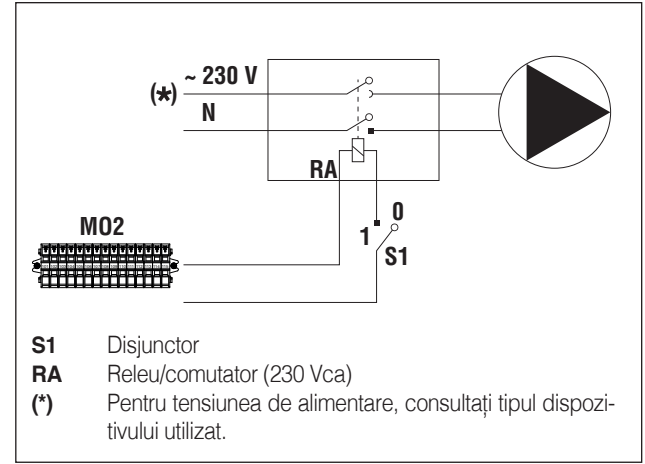 ~ 230 V
(*)
N
RA
MO2
0
1
S1
S1 Disjunctor
RA Releu/comutator (230 Vca)
(*) Pentru tensiunea de alimentare, consultați tipul dispozi-
tivului utilizat.